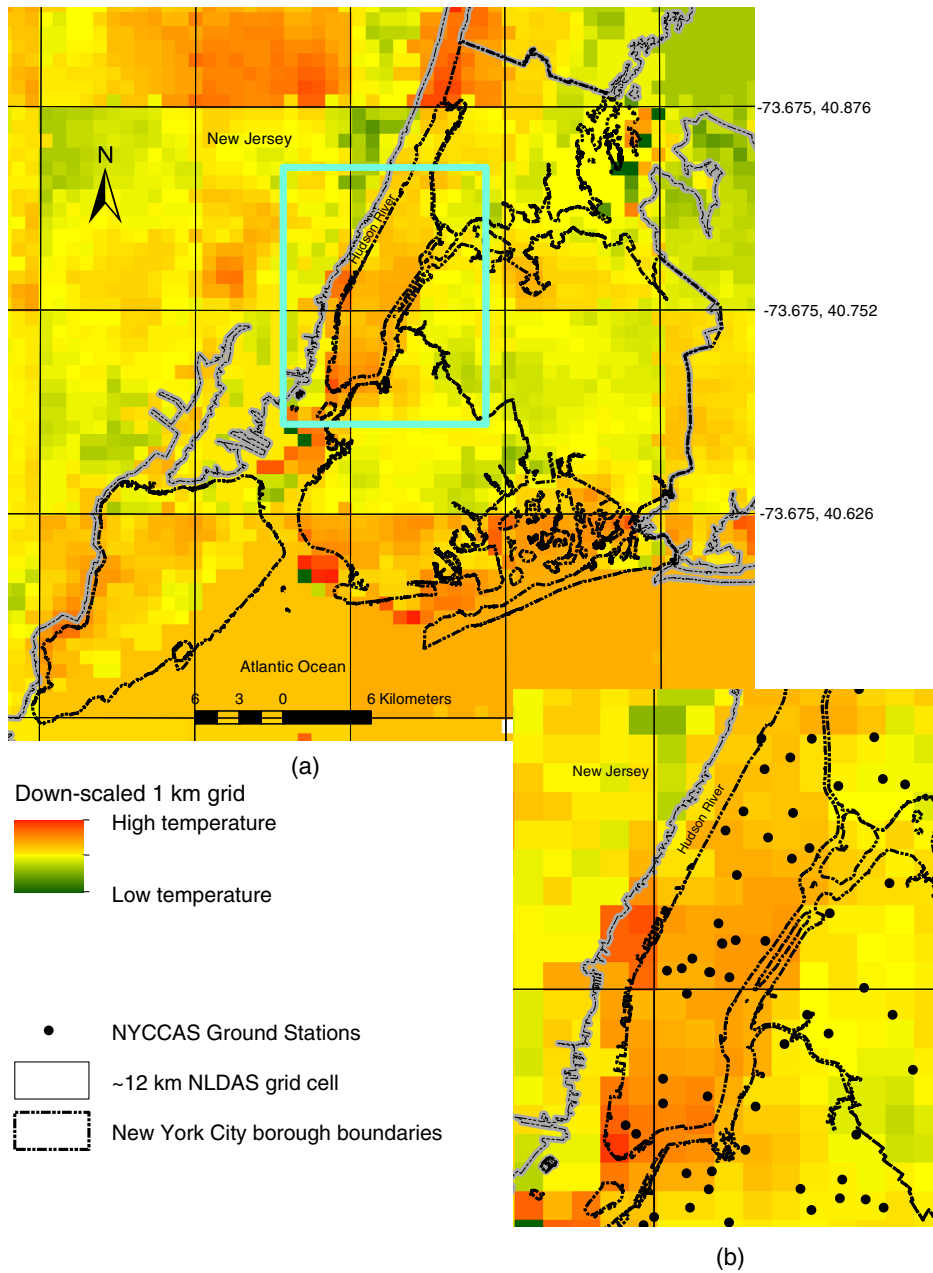 -73.675, 40.876
New Jersey
N
Hudson River
-73.675, 40.752
-73.675, 40.626
Atlantic Ocean
6 3 0 6 Kilometers
(a)
Down-scaled 1 km grid
High temperature
Low temperature
New Jersey
Hudson River
NYCCAS Ground Stations
~12 km NLDAS grid cell
New York City borough boundaries
(b)